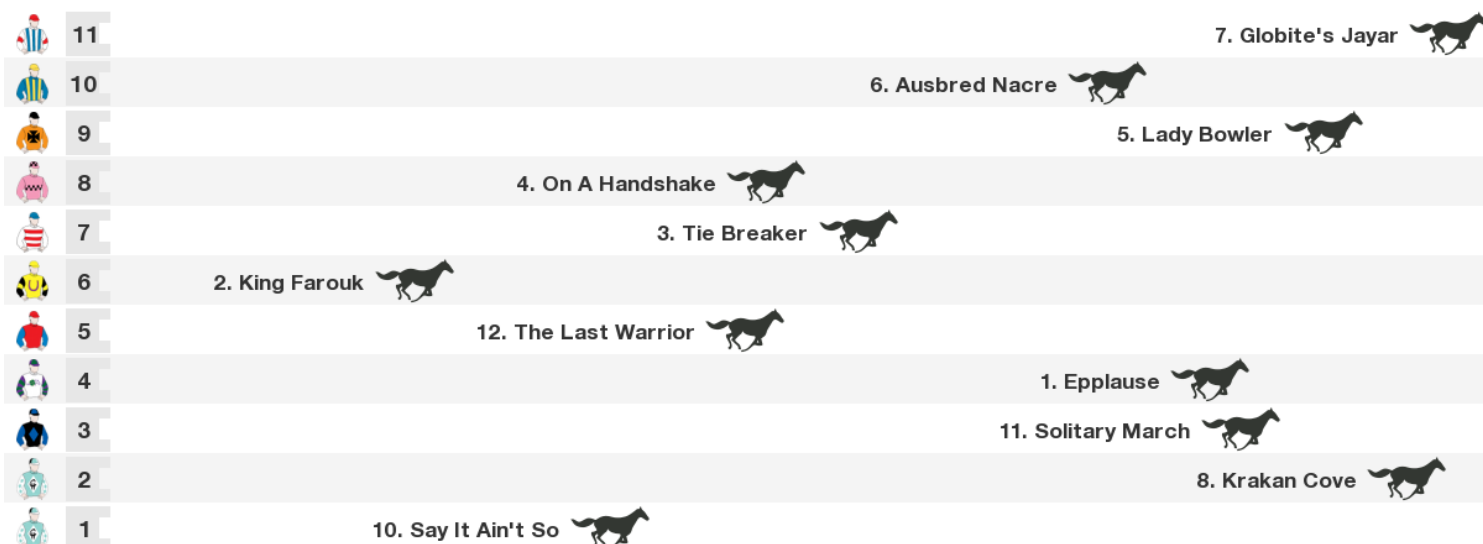 11 7. Globite's Jayar
10 6. Ausbred Nacre
9 5. Lady Bowler
8 4. On A Handshake
7 3. Tie Breaker
6 2. King Farouk
5 12. The Last Warrior
4 1. Epplause
3 11. Solitary March
2 8. Krakan Cove
1 10. Say It Ain't So